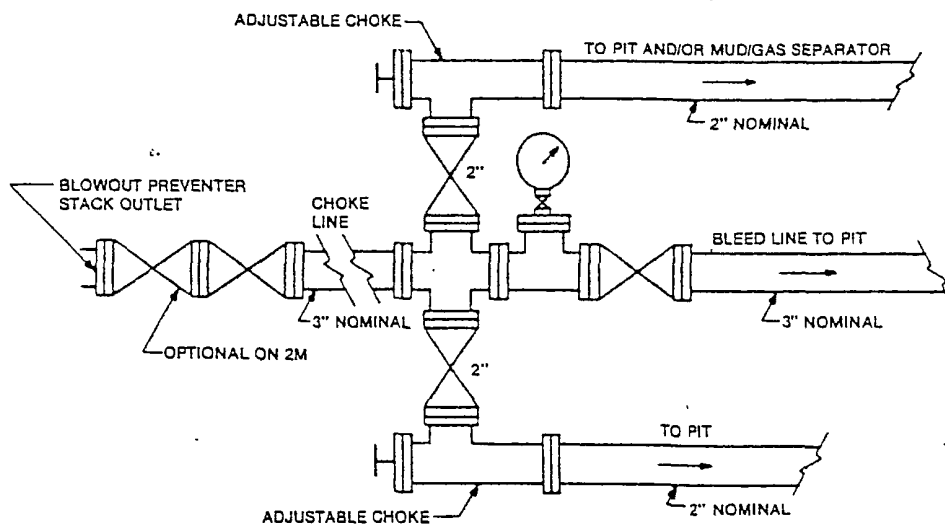 ADJUSTABLE CHOKE
TO PIT AND/OR MUD/GAS SEPARATOR
2" NOMINAL
2"
BLOWOUT PREVENTER
STACK OUTLET
CHOKE
LINE
BLEED LINE TO PIT
3" NOMINAL
3" NOMINAL
OPTIONAL ON 2M
2"
TO PIT
2" NOMINAL
ADJUSTABLE CHOKE